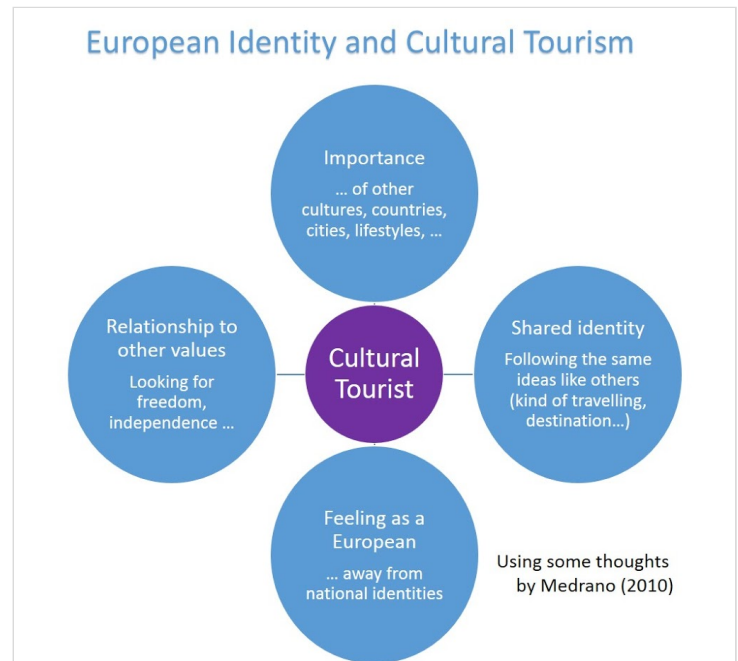 European Identity and Cultural Tourism
Importance
... of other
cultures, countries,
cities, lifestyles, ...
Relationship to
other values
Looking for
freedom,
independence ...
Cultural
Tourist
Shared identity
Following the same
ideas like others
(kind of travelling,
destination...)
Feeling as a
European
... away from
national identities
Using some thoughts
by Medrano (2010)